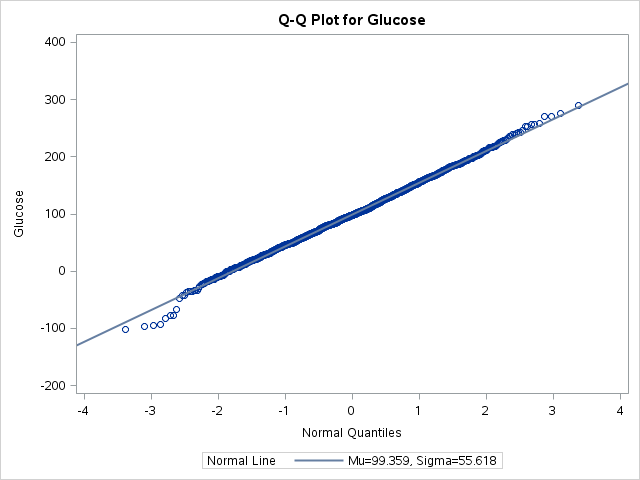 Q-Q Plot for Glucose
400
300
200
100
0
-100
-200
Glucose
-4 -3 -2 -1 0 1 2 3 4
Normal Quantiles
Normal Line Mu=99.359, Sigma=55.618